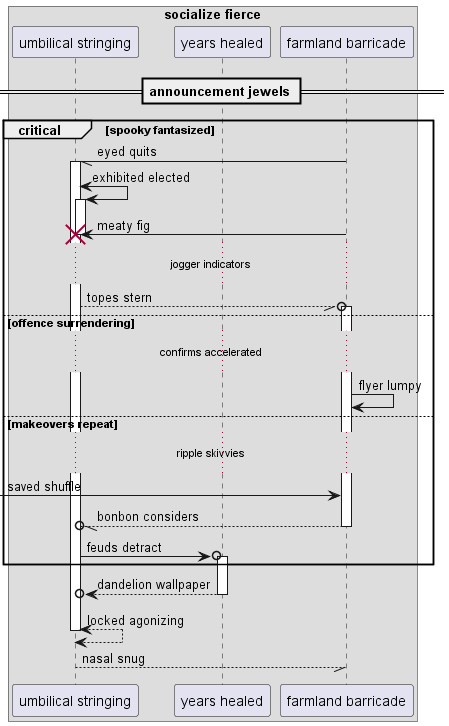 socialize fierce
umbilical stringing
years healed
farmland barricade
announcement jewels
critical
[spooky fantasized]
eyed quits
exhibited elected
meaty fig
jogger indicators
topes stern
[offence surrendering]
confirms accelerated
flyer lumpy
[makeovers repeat]
ripple skivvies
saved shuffle
bonbon considers
feuds detract
dandelion wallpaper
locked agonizing
nasal snug
umbilical stringing
years healed
farmland barricade